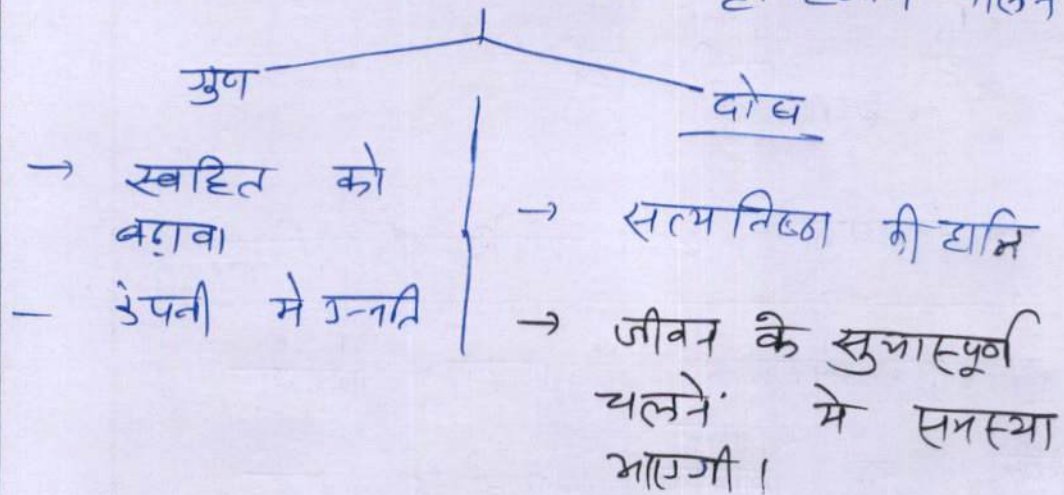 गुण
दोष
→ स्वहित को
बढ़ावा
- कंपनी मे उन्नति
→ सत्यनिष्ठा की हानि
→ जीवन के सुचारूपूर्ण
चलने में समस्या
आएगी।